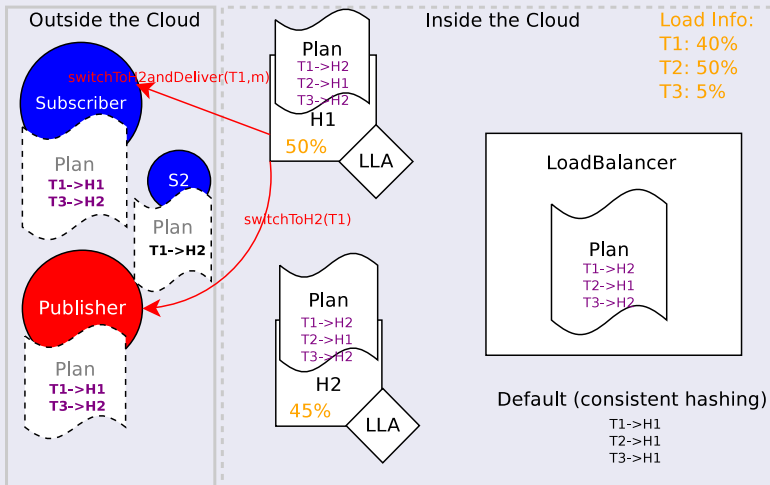 Outside the Cloud
Subscriber
Plan
T1->H1
T3->H2
S2
Plan
T1->H2
Publisher
Plan
T1->H1
T3->H2
switchToH2andDeliver(T1,m)
switchToH2(T1)
Inside the Cloud
Plan
T1->H2
T2->H1
T3->H2
H1
50%
LLA
Plan
T1->H2
T2->H1
T3->H2
H2
45%
LLA
Load Info:
T1: 40%
T2: 50%
T3: 5%
LoadBalancer
Plan
T1->H2
T2->H1
T3->H2
Default (consistent hashing)
T1->H1
T2->H1
T3->H1